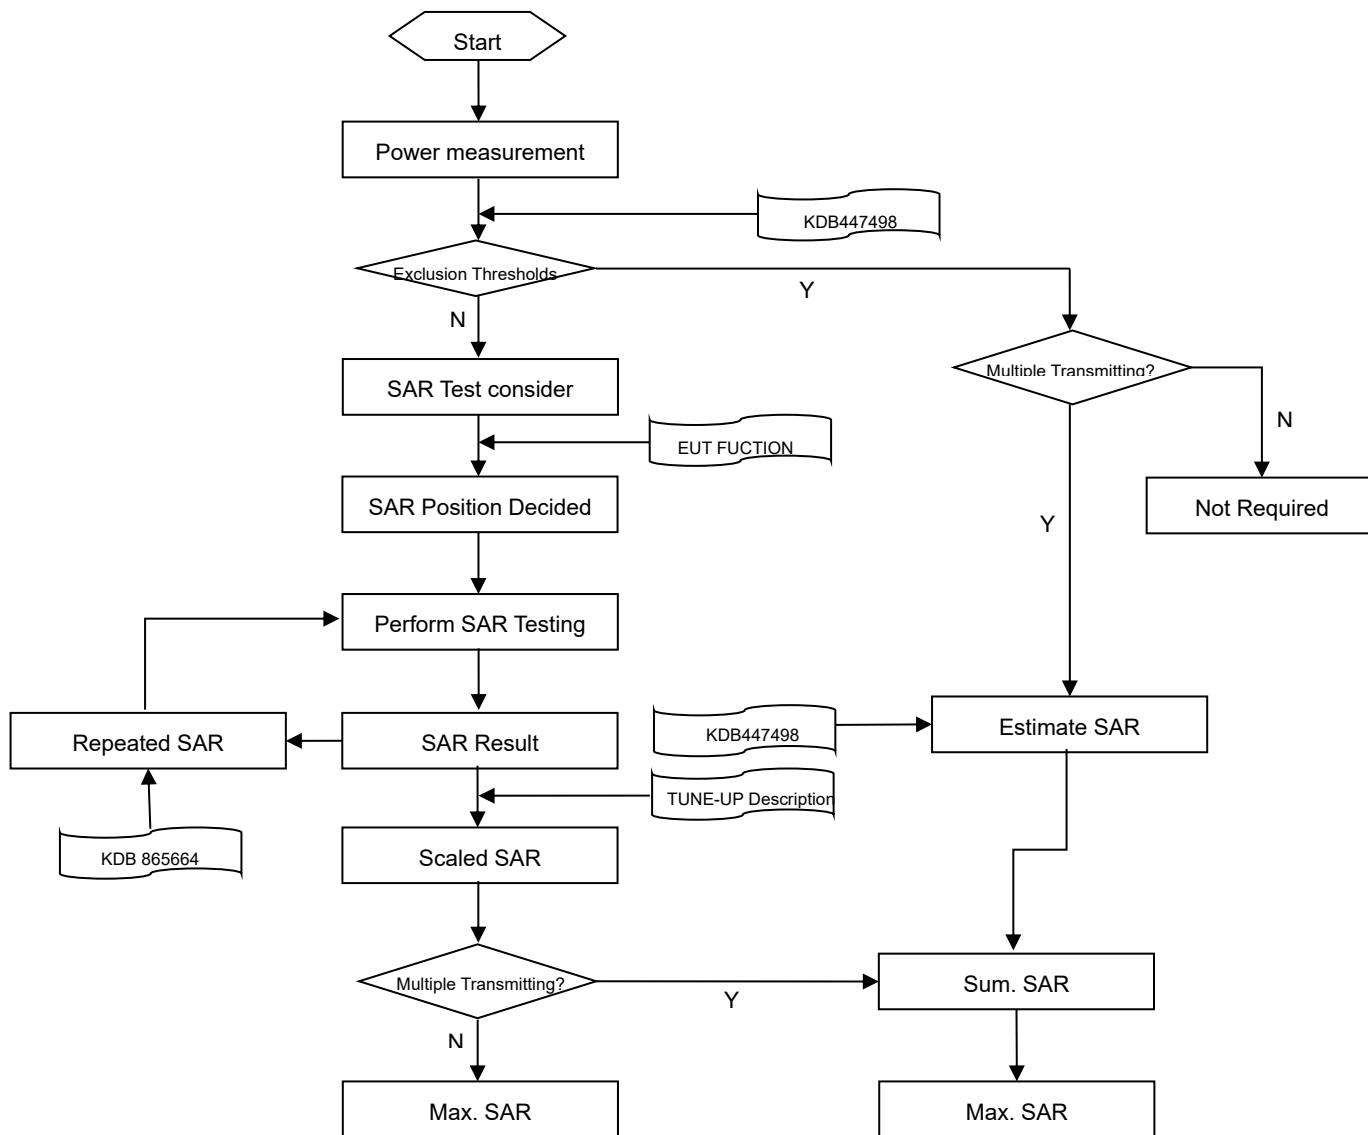 Start
Power measurement
KDB447498
Exclusion Thresholds
Y
N
Multiple Transmitting?
SAR Test consider
N
EUT FUCTION
SAR Position Decided
Not Required
Y
Perform SAR Testing
Repeated SAR
SAR Result
KDB447498
Estimate SAR
TUNE-UP Description
KDB 865664
Scaled SAR
Multiple Transmitting?
Y
Sum. SAR
N
Max. SAR
Max. SAR